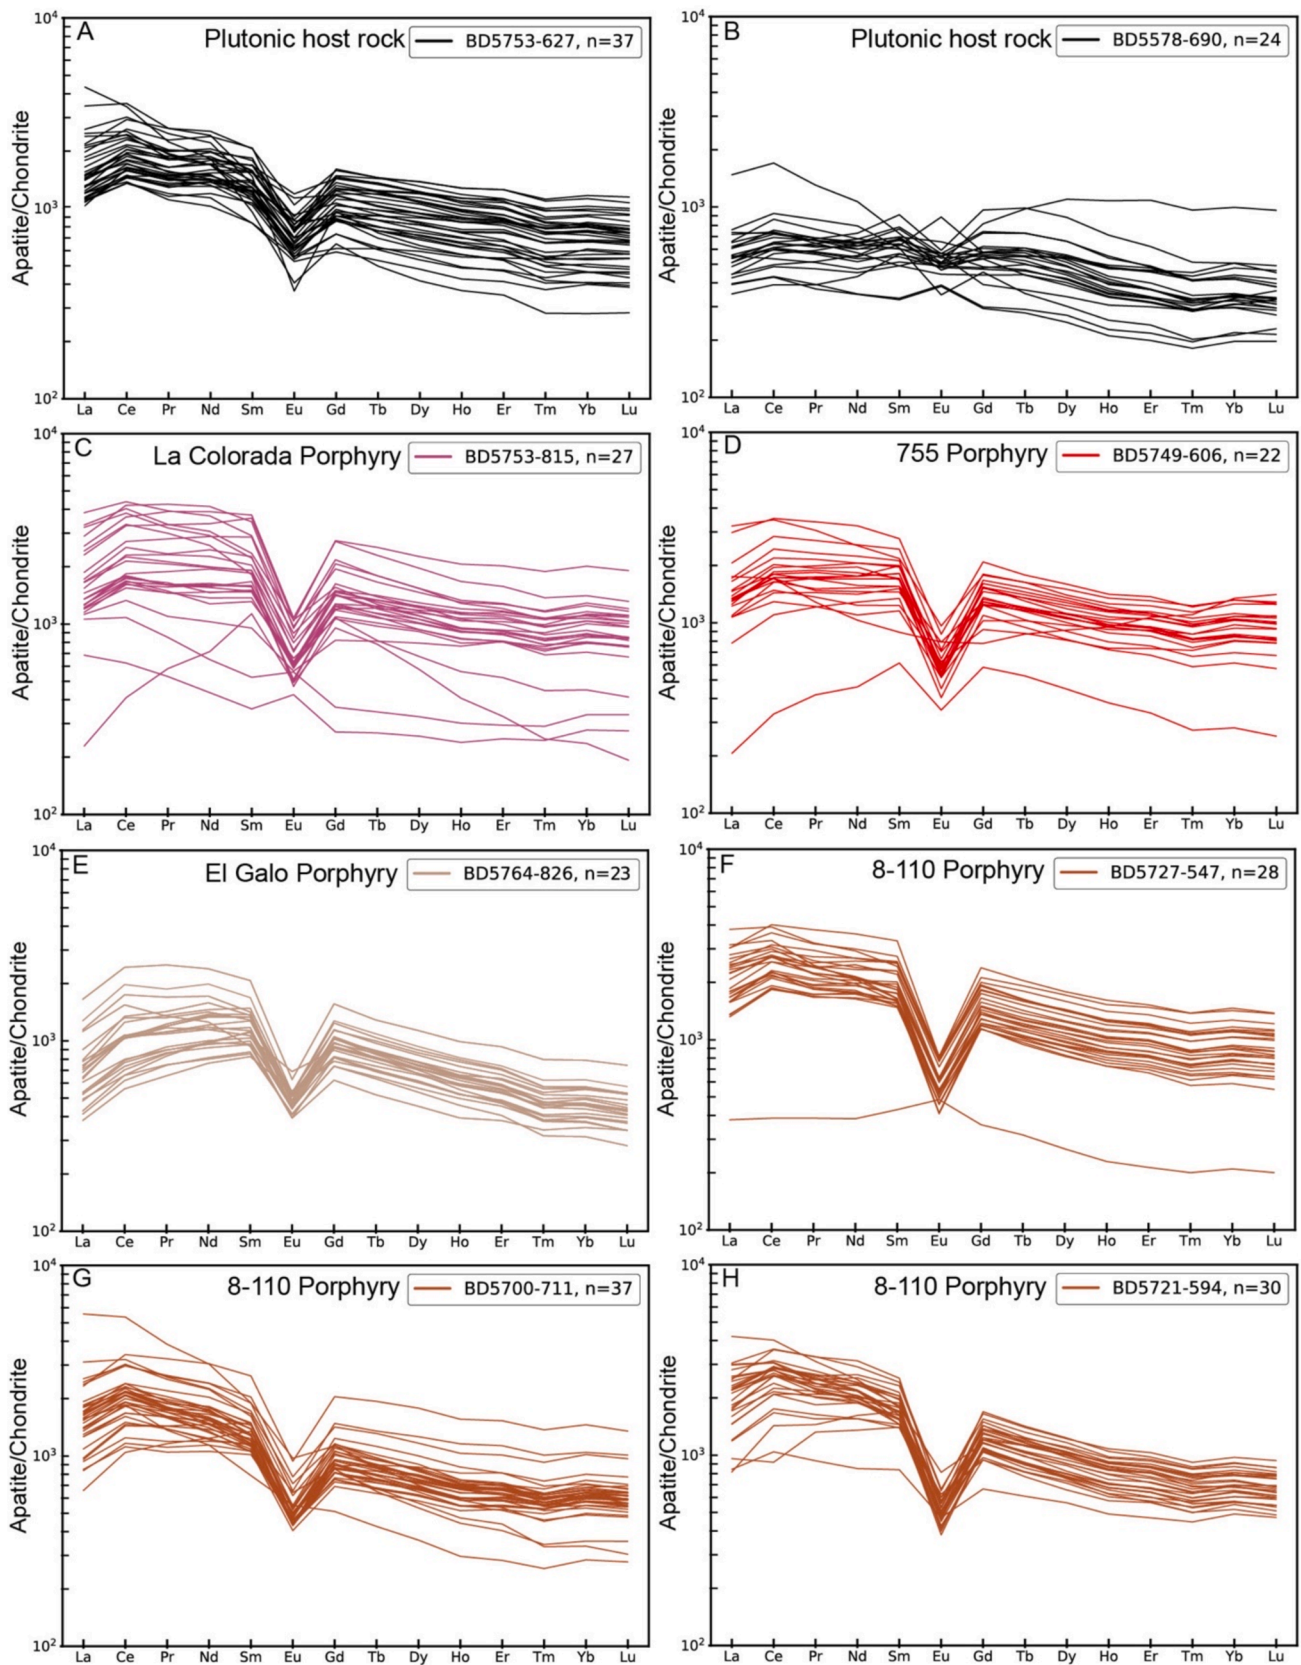 A Plutonic host rock BD5753-627, n=37
Apatite/Chondrite
10⁴
10³
10²
La Ce Pr Nd Sm Eu Gd Tb Dy Ho Er Tm Yb Lu
B Plutonic host rock BD5578-690, n=24
Apatite/Chondrite
10⁴
10³
10²
La Ce Pr Nd Sm Eu Gd Tb Dy Ho Er Tm Yb Lu
C La Colorada Porphyry BD5753-815, n=27
Apatite/Chondrite
10⁴
10³
10²
La Ce Pr Nd Sm Eu Gd Tb Dy Ho Er Tm Yb Lu
D 755 Porphyry BD5749-606, n=22
Apatite/Chondrite
10⁴
10³
10²
La Ce Pr Nd Sm Eu Gd Tb Dy Ho Er Tm Yb Lu
E El Galo Porphyry BD5764-826, n=23
Apatite/Chondrite
10⁴
10³
10²
La Ce Pr Nd Sm Eu Gd Tb Dy Ho Er Tm Yb Lu
F 8-110 Porphyry BD5727-547, n=28
Apatite/Chondrite
10⁴
10³
10²
La Ce Pr Nd Sm Eu Gd Tb Dy Ho Er Tm Yb Lu
G 8-110 Porphyry BD5700-711, n=37
Apatite/Chondrite
10⁴
10³
10²
La Ce Pr Nd Sm Eu Gd Tb Dy Ho Er Tm Yb Lu
H 8-110 Porphyry BD5721-594, n=30
Apatite/Chondrite
10⁴
10³
10²
La Ce Pr Nd Sm Eu Gd Tb Dy Ho Er Tm Yb Lu